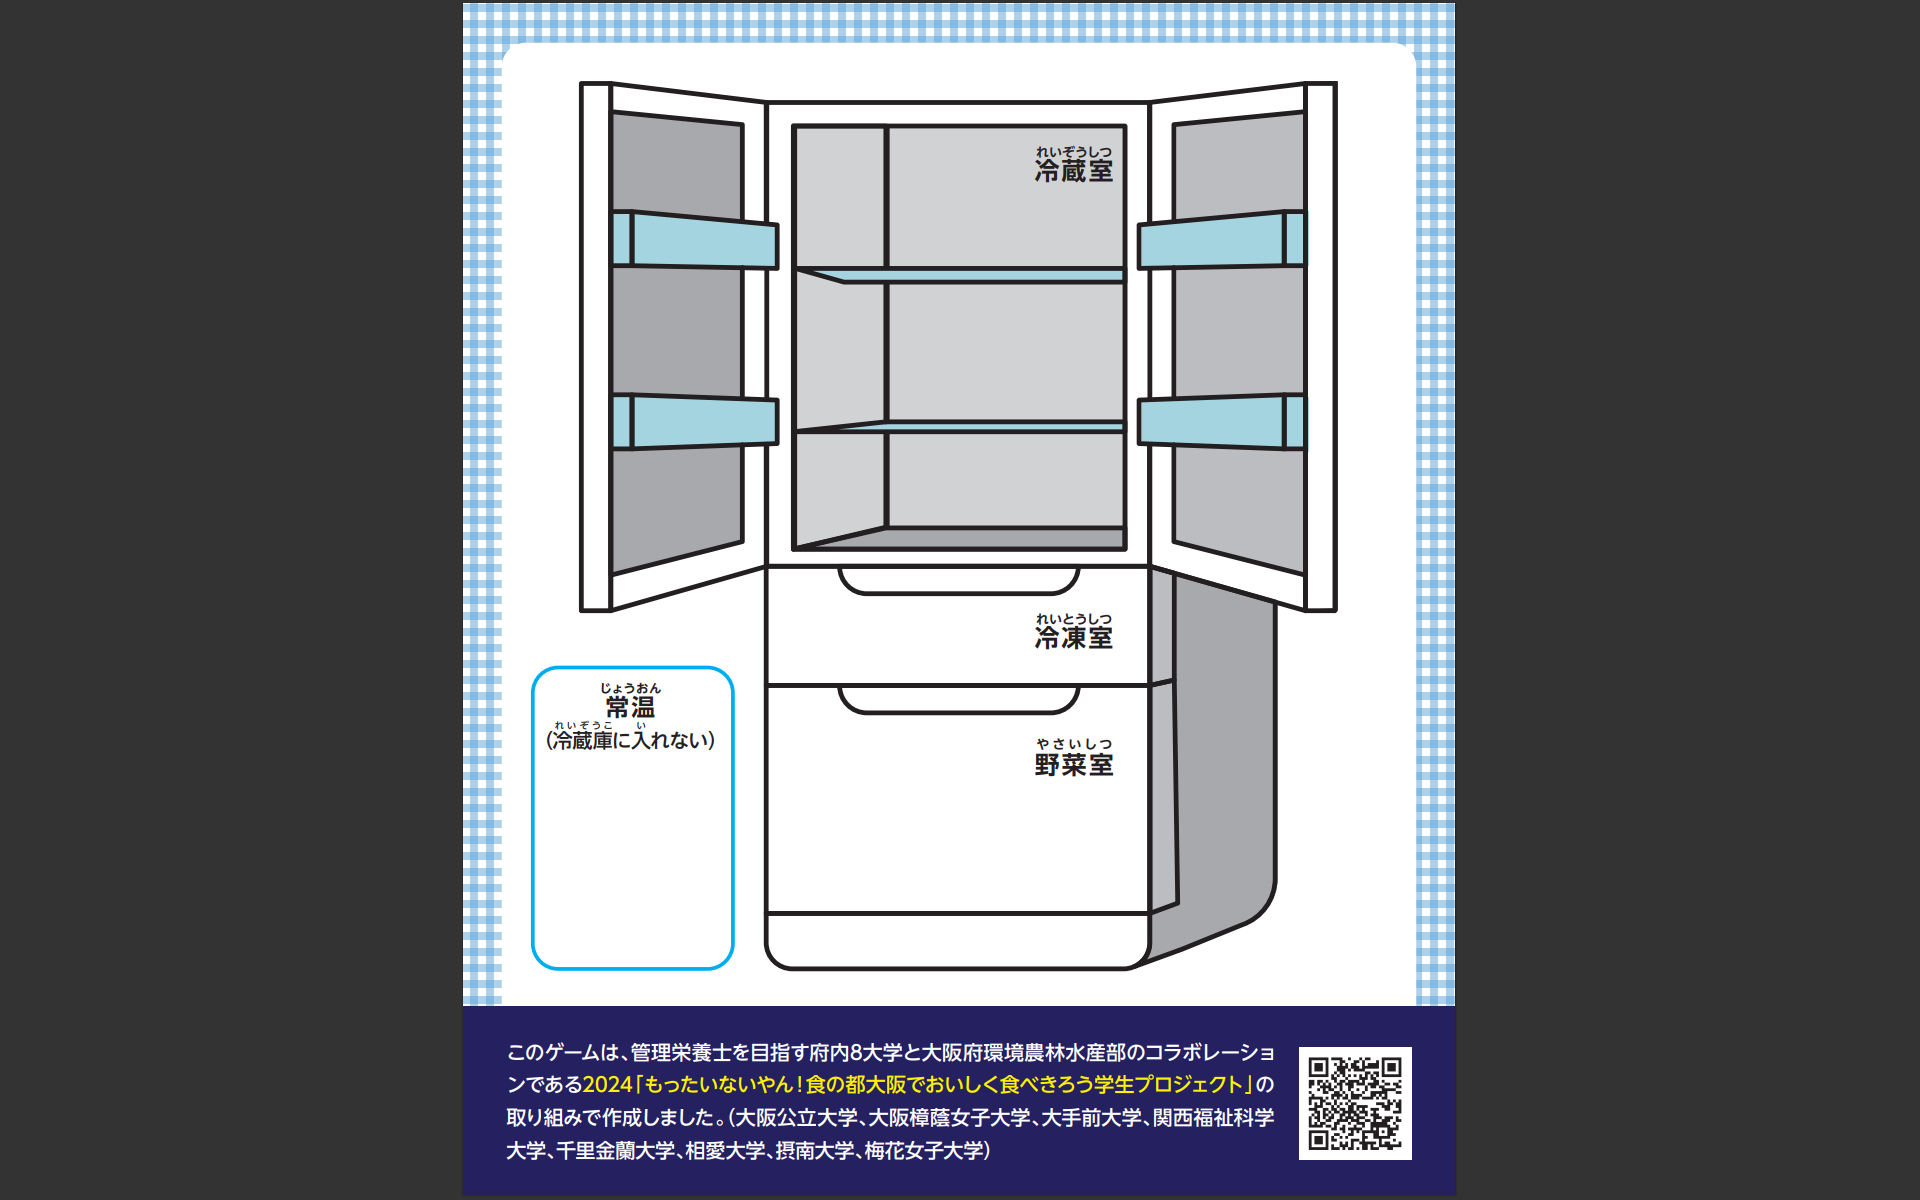 れいぞうしつ
冷蔵室
れいとうしつ
冷凍室
じょうおん
常温
れいぞうこ い
（冷蔵庫に入れない）
やさいしつ
野菜室
このゲームは、管理栄養士を目指す府内8大学と大阪府環境農林水産部のコラボレーショ
ンである2024「もったいないやん！食の都大阪でおいしく食べきろう学生プロジェクト」の
取り組みで作成しました。（大阪公立大学、大阪樟蔭女子大学、大手前大学、関西福祉科学
大学、千里金蘭大学、相愛大学、摂南大学、梅花女子大学）